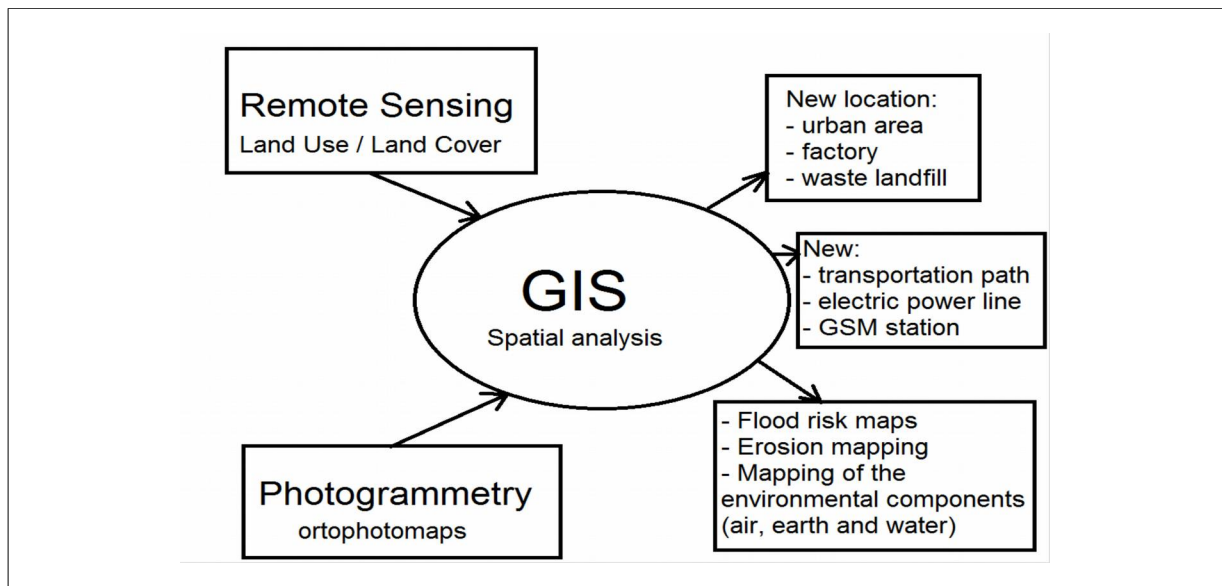 Remote Sensing
Land Use / Land Cover
New location:
- urban area
- factory
- waste landfill
GIS
Spatial analysis
New:
- transportation path
- electric power line
- GSM station
Photogrammetry
ortophotomaps
- Flood risk maps
- Erosion mapping
- Mapping of the
environmental components
(air, earth and water)